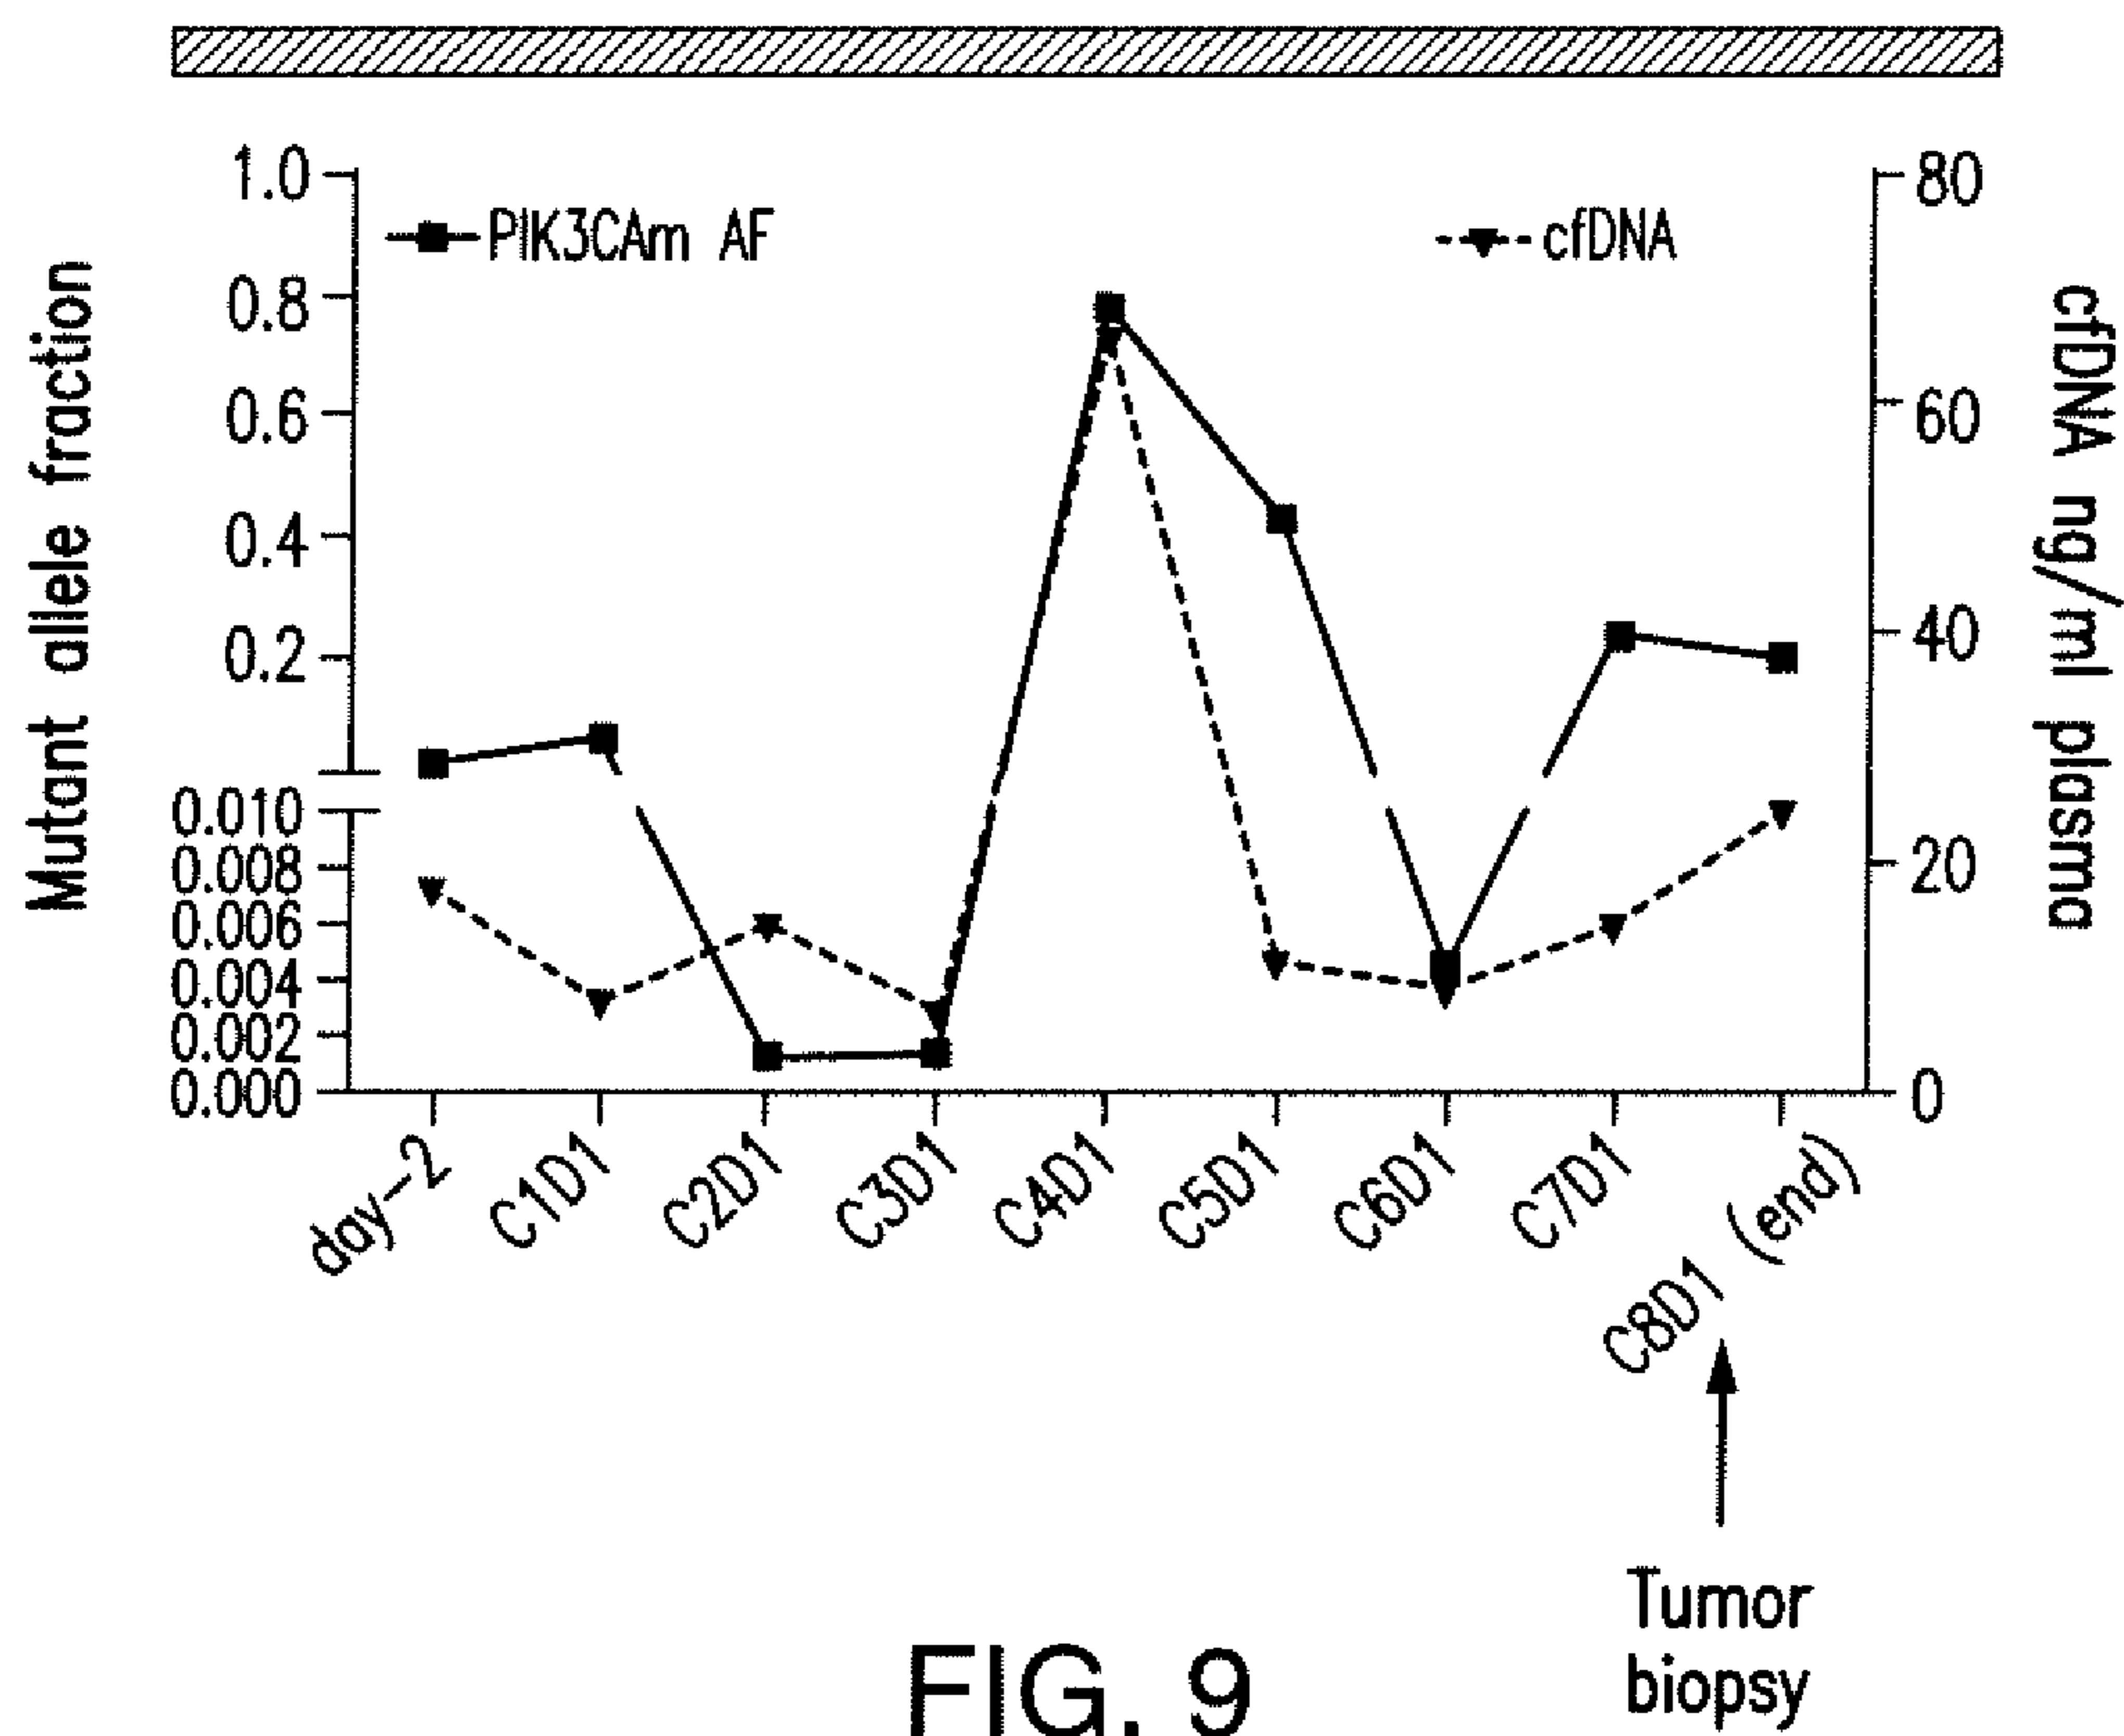 1.0
0.8
0.6
0.4
0.2
0.010
0.008
0.006
0.004
0.002
0.000
Mutant allele fraction
PIK3CAm AF
cfDNA
80
60
40
20
0
cfDNA ng/ml plasma
day-2
C1D1
C2D1
C3D1
C4D1
C5D1
C6D1
C7D1
C8D1 (end)
Tumor
biopsy
FIG. 9